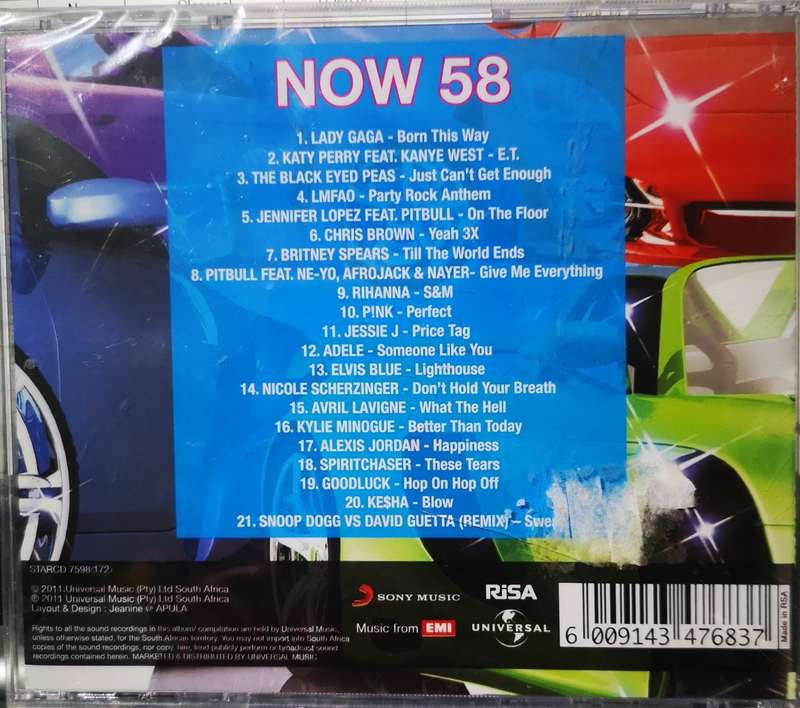 NOW 58
1. LADY GAGA - Born This Way
2. KATY PERRY FEAT. KANYE WEST - E.T.
3. THE BLACK EYED PEAS - Just Can't Get Enough
4. LMFAO - Party Rock Anthem
5. JENNIFER LOPEZ FEAT. PITBULL - On The Floor
6. CHRIS BROWN - Yeah 3X
7. BRITNEY SPEARS - Till The World Ends
8. PITBULL FEAT. NE-YO, AFROJACK & NAYER- Give Me Everything
9. RIHANNA - S&M
10. P!NK - Perfect
11. JESSIE J - Price Tag
12. ADELE - Someone Like You
13. ELVIS BLUE - Lighthouse
14. NICOLE SCHERZINGER - Don't Hold Your Breath
15. AVRIL LAVIGNE - What The Hell
16. KYLIE MINOGUE - Better Than Today
17. ALEXIS JORDAN - Happiness
18. SPIRITCHASER - These Tears
19. GOODLUCK - Hop On Hop Off
20. KE$HA - Blow
21. SNOOP DOGG VS DAVID GUETTA (REMIX) –
STARCD 7598(172)
© 2011.Universal Music (Pty) Ltd South Africa
℗ 2011 Universal Music (Pty) Ltd South Africa
Layout & Design : Jeanine @ APULA
Rights to all the sound recordings in this album/ compilation are held by Universal Music,
unless otherwise stated, for the South African territory. You may not import into South Africa
copies of the sound recordings, nor copy, hire, lend publicly perform or broadcast sound
recordings contained herein. MARKETED & DISTRIBUTED BY UNIVERSAL MUSIC
SONY MUSIC
RiSA
Music from EMI
UNIVERSAL
6 009143 476837
Made in RSA